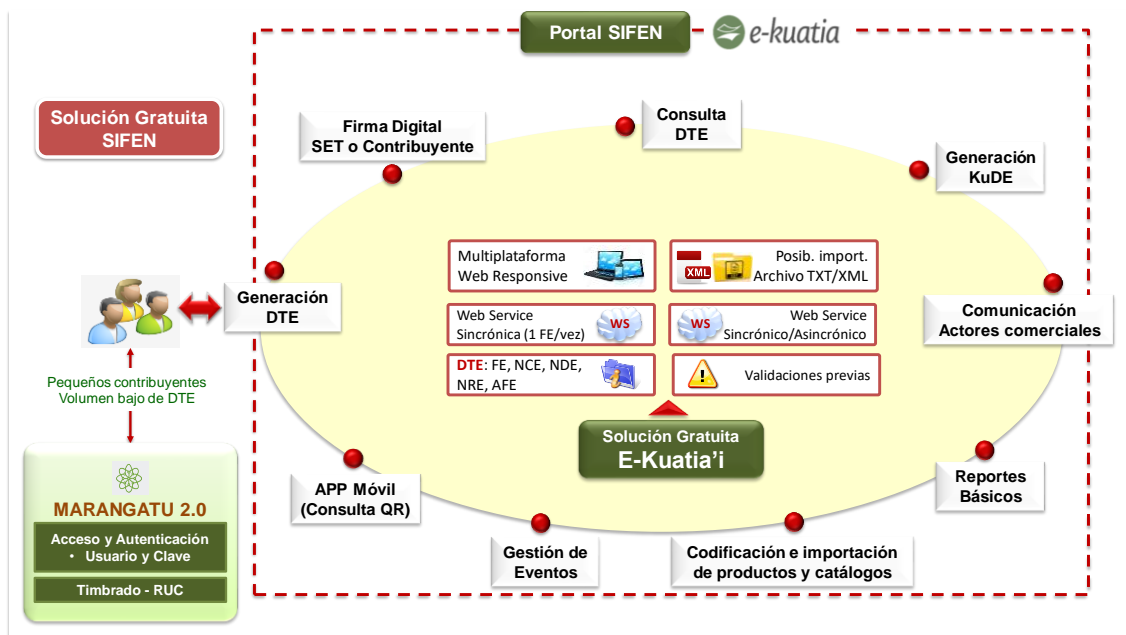 Portal SIFEN
e-kuatia
Solución Gratuita
SIFEN
Firma Digital
SET o Contribuyente
Consulta
DTE
Generación
KuDE
Multiplataforma
Web Responsive
XML
Posib. import.
Archivo TXT/XML
Generación
DTE
Comunicación
Actores comerciales
Web Service
Sincrónica (1 FE/vez)
WS
WS
Web Service
Sincrónico/Asincrónico
DTE: FE, NCE, NDE,
NRE, AFE
Validaciones previas
Pequeños contribuyentes
Volumen bajo de DTE
Solución Gratuita
E-Kuatia’i
APP Móvil
(Consulta QR)
Reportes
Básicos
Gestión de
Eventos
Codificación e importación
de productos y catálogos
MARANGATU 2.0
Acceso y Autenticación
• Usuario y Clave
Timbrado - RUC